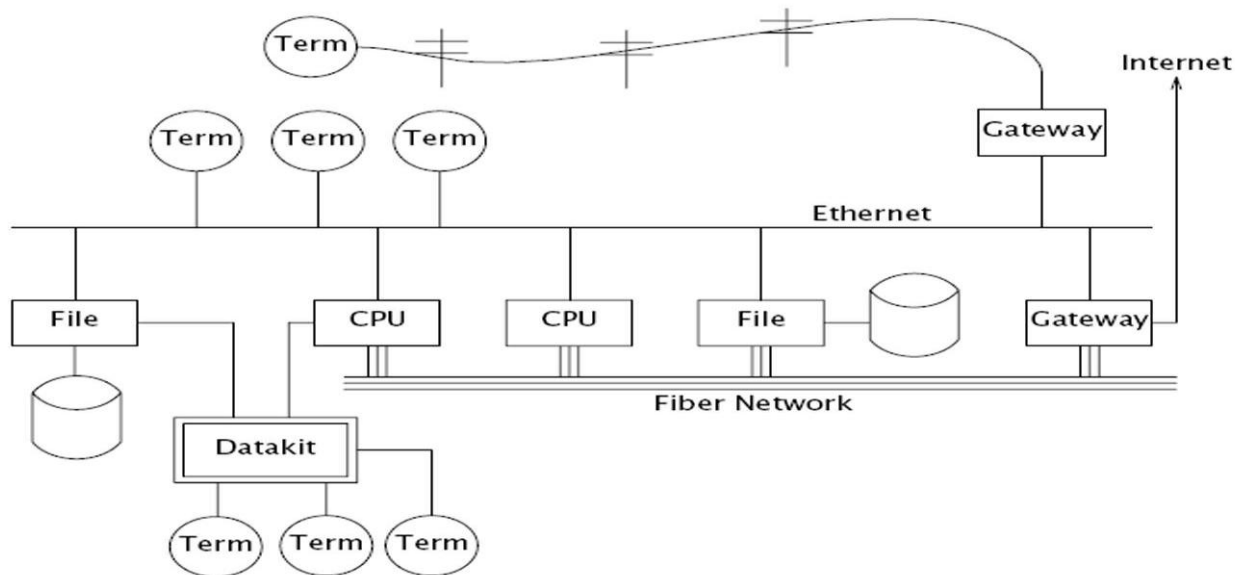 Term
Internet
Gateway
Term
Term
Term
Ethernet
File
CPU
CPU
File
Gateway
Fiber Network
Datakit
Term
Term
Term